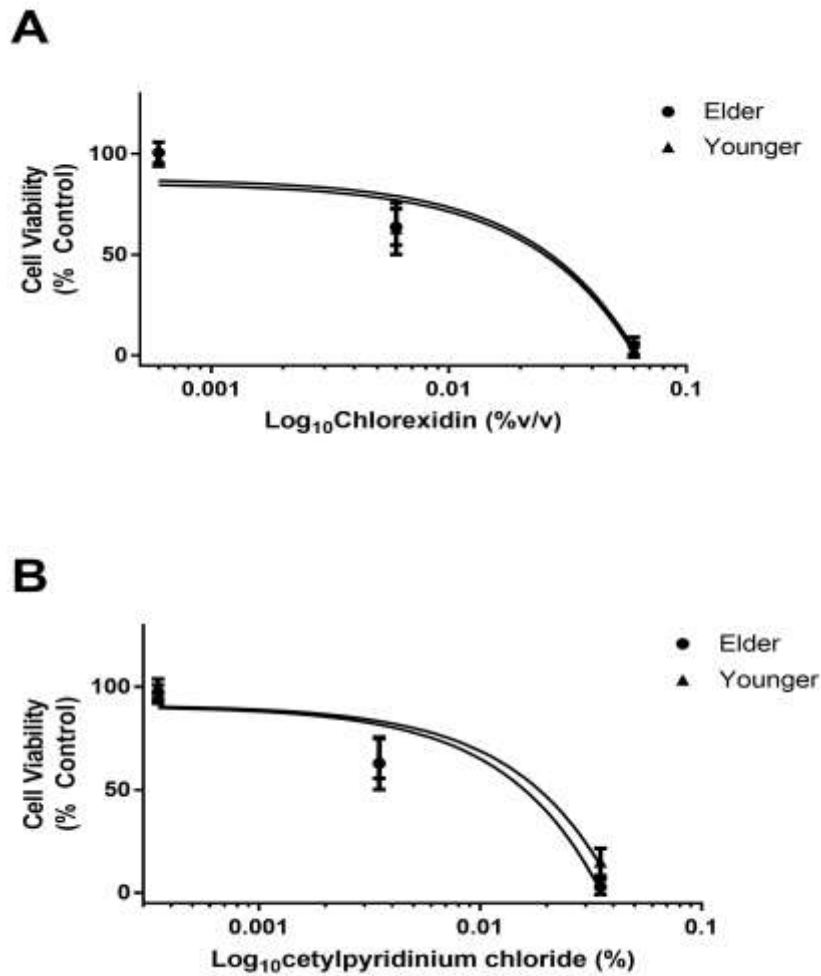 A
Elder
Younger
Cell Viability
(% Control)
100
50
0
0.001
0.01
0.1
Log₁₀Chlorexidin (%v/v)
B
Elder
Younger
Cell Viability
(% Control)
100
50
0
0.001
0.01
0.1
Log₁₀cetylpyridinium chloride (%)